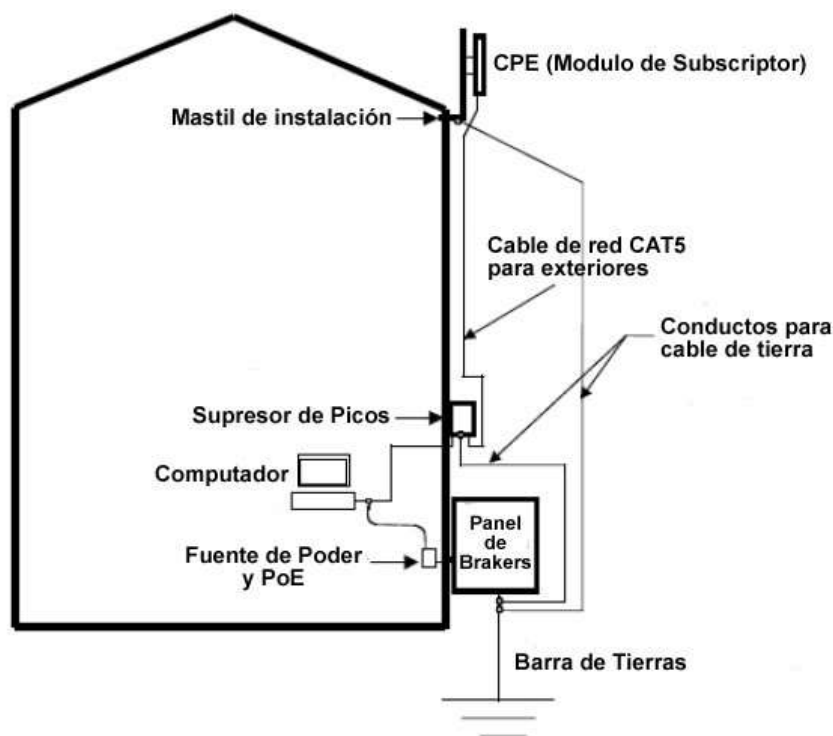 CPE (Modulo de Subscriptor)
Mastil de instalación
Cable de red CAT5
para exteriores
Conductos para
cable de tierra
Supresor de Picos
Computador
Panel
de
Brakers
Fuente de Poder
y PoE
Barra de Tierras